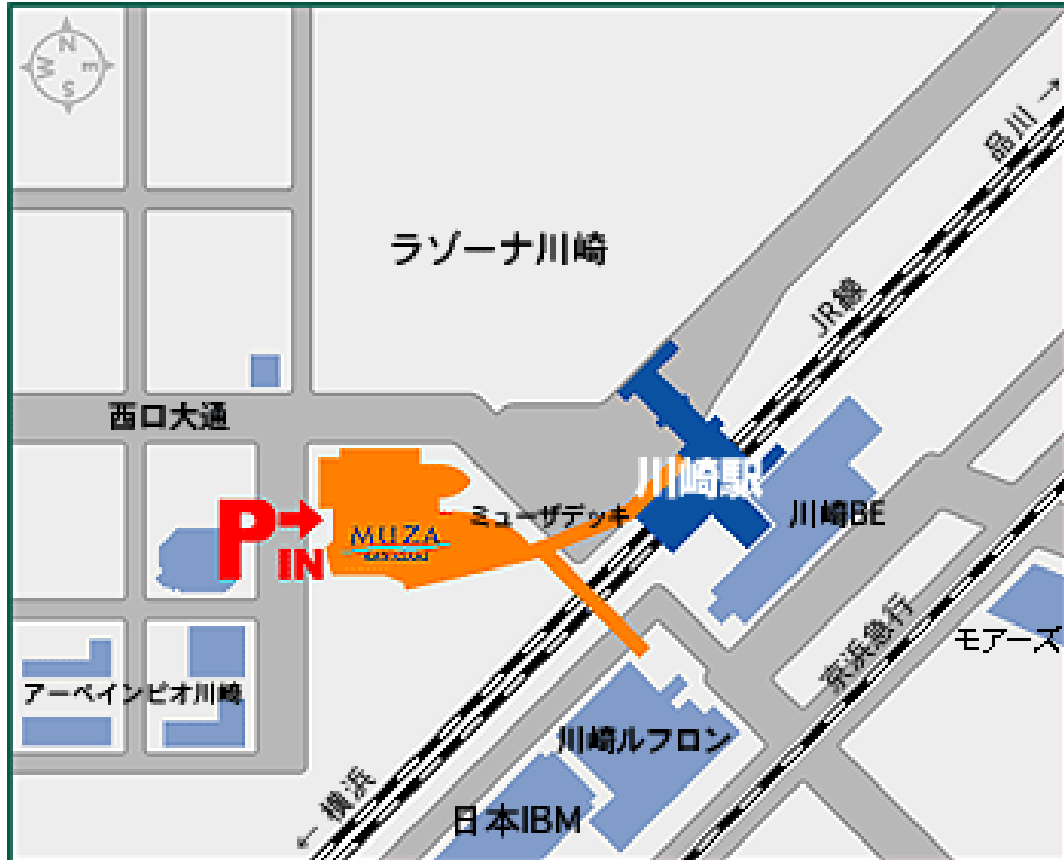 N
W
E
S
品川 →
ラゾーナ川崎
JR線
西口大通
川崎駅
P IN
MUZA
ミューザデッキ
川崎BE
京浜急行
モアーズ
アーベインビオ川崎
川崎ルフロン
← 横浜
日本IBM